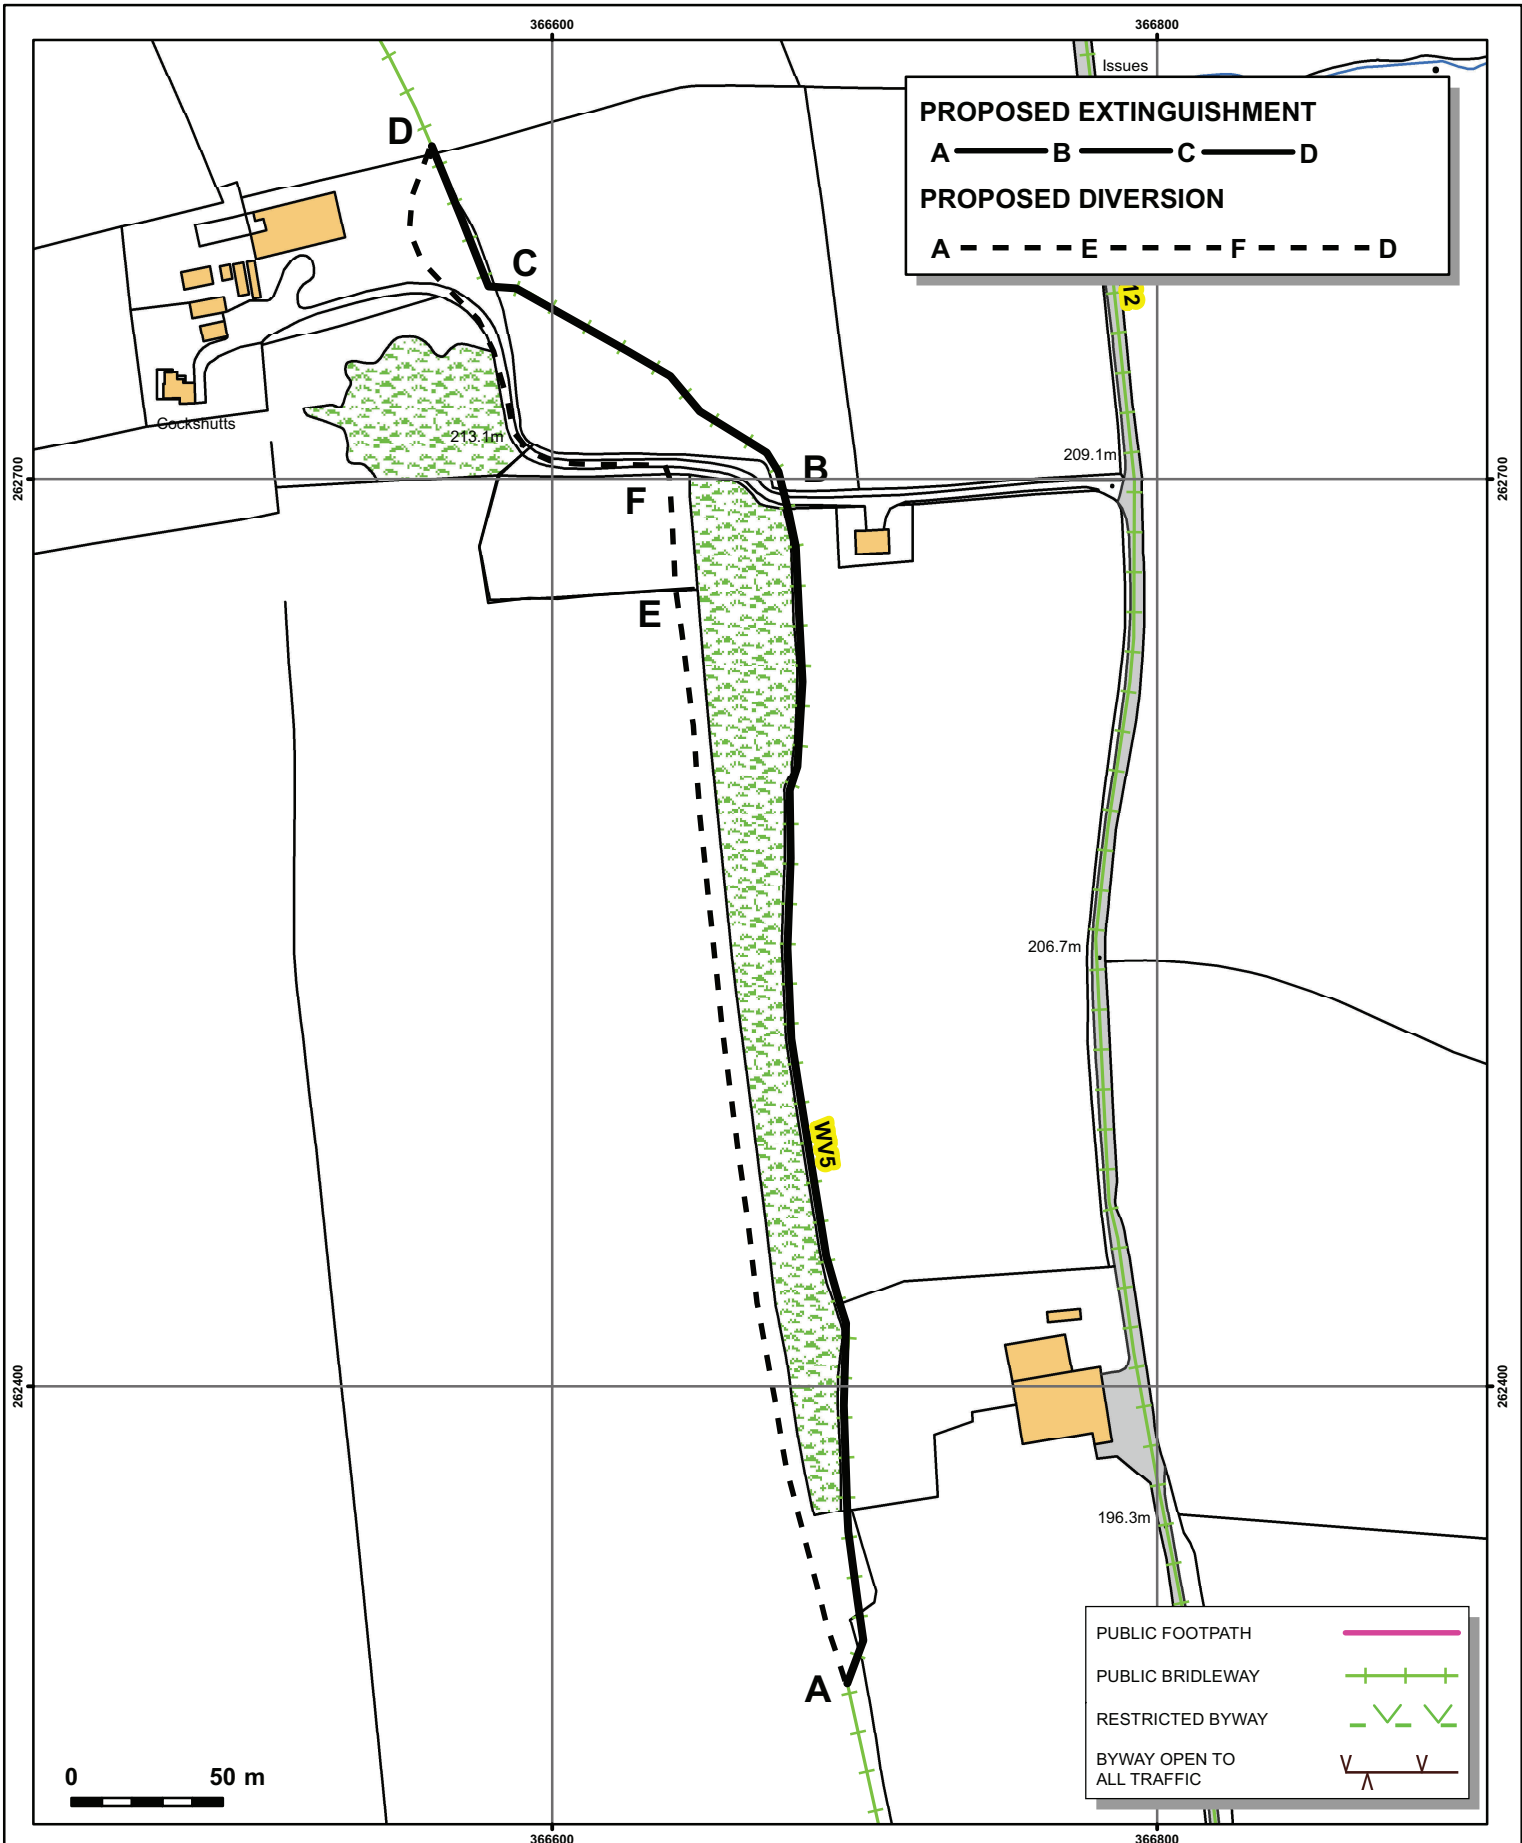 366600
366800
Issues
PROPOSED EXTINGUISHMENT
A B C D
PROPOSED DIVERSION
A E F D
D
C
12
Cockshutts
213.1m
209.1m
B
262700
262700
F
E
206.7m
WV5
262400
262400
196.3m
A
PUBLIC FOOTPATH
PUBLIC BRIDLEWAY
RESTRICTED BYWAY
BYWAY OPEN TO
ALL TRAFFIC
0 50 m
366600
366800